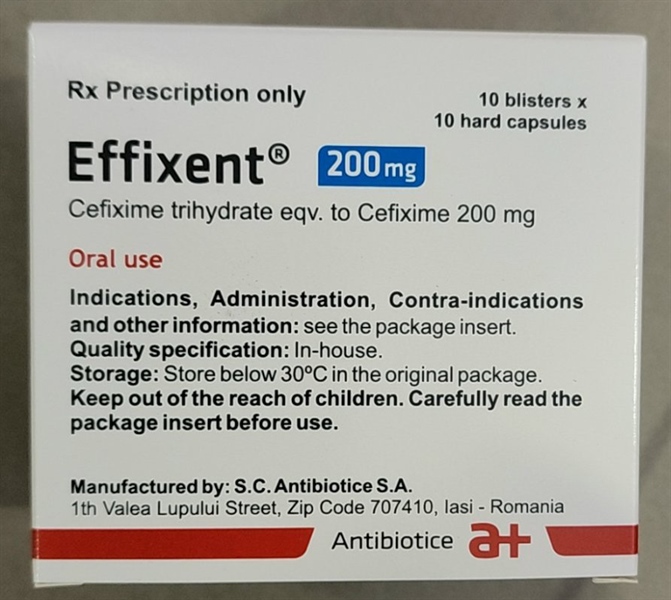 Rx Prescription only
10 blisters x
10 hard capsules
Effixent® 200 mg
Cefixime trihydrate eqv. to Cefixime 200 mg
Oral use
Indications, Administration, Contra-indications
and other information: see the package insert.
Quality specification: In-house.
Storage: Store below 30ºC in the original package.
Keep out of the reach of children. Carefully read the
package insert before use.
Manufactured by: S.C. Antibiotice S.A.
1th Valea Lupului Street, Zip Code 707410, Iasi - Romania
Antibiotice a+